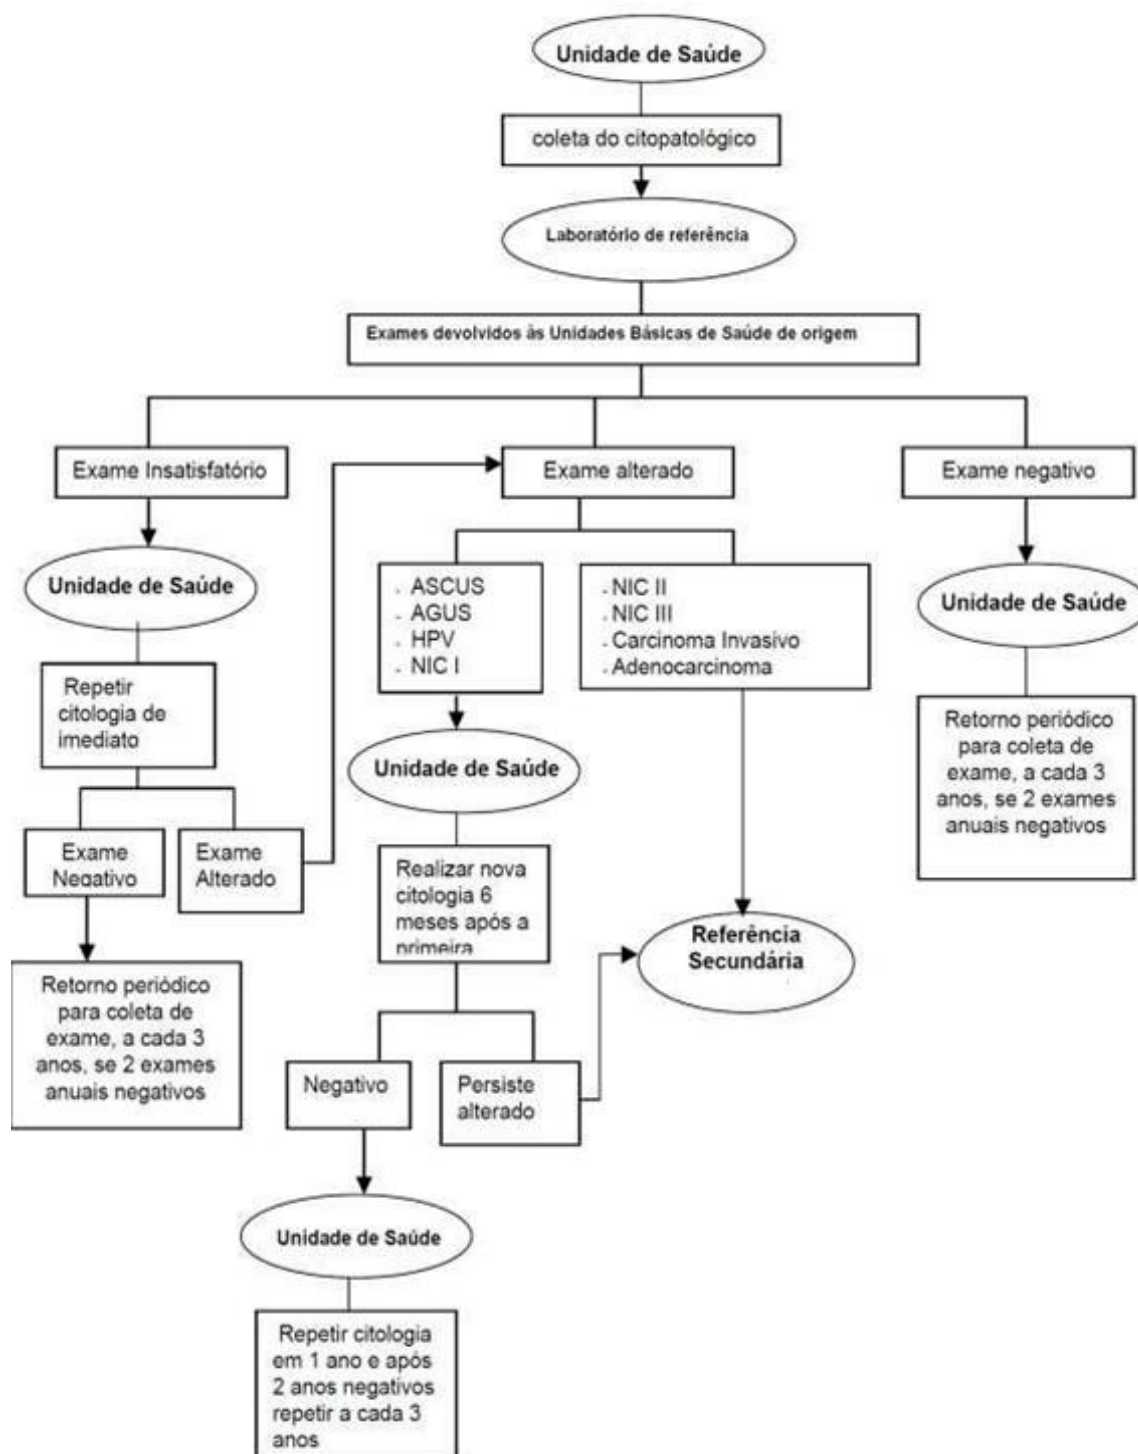 Unidade de Saúde
coleta do citopatológico
Laboratório de referência
Exames devolvidos às Unidades Básicas de Saúde de origem
Exame Insatisfatório
Unidade de Saúde
Repetir
citologia de
imediato
Exame
Negativo
Exame
Alterado
Retorno periódico
para coleta de
exame, a cada 3
anos, se 2 exames
anuais negativos
Exame alterado
- ASCUS
- AGUS
- HPV
- NIC I
Unidade de Saúde
Realizar nova
citologia 6
meses após a
primeira
Negativo
Persiste
alterado
Unidade de Saúde
Repetir citologia
em 1 ano e após
2 anos negativos
repetir a cada 3
anos
- NIC II
- NIC III
- Carcinoma Invasivo
- Adenocarcinoma
Referência
Secundária
Exame negativo
Unidade de Saúde
Retorno periódico
para coleta de
exame, a cada 3
anos, se 2 exames
anuais negativos